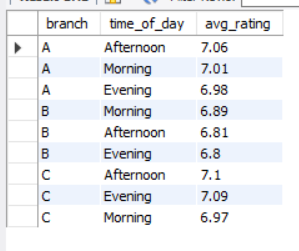 branch time_of_day avg_rating
A Afternoon 7.06
A Morning 7.01
A Evening 6.98
B Morning 6.89
B Afternoon 6.81
B Evening 6.8
C Afternoon 7.1
C Evening 7.09
C Morning 6.97